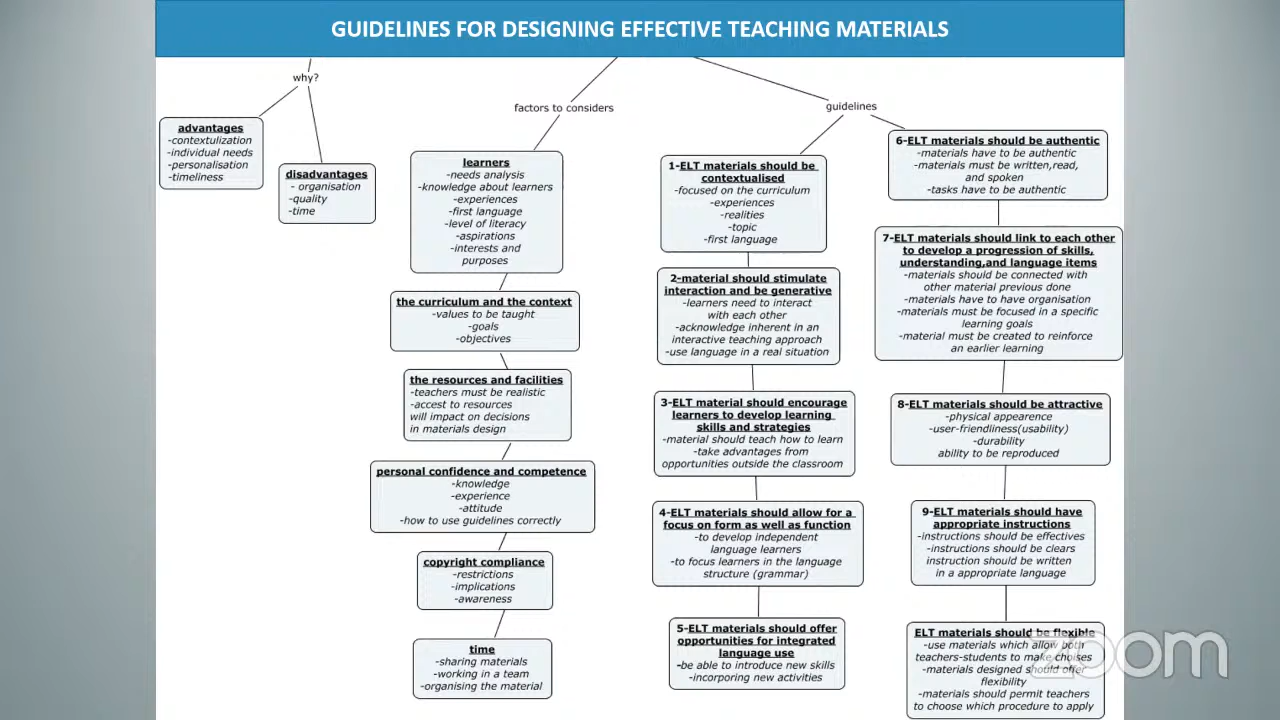 GUIDELINES FOR DESIGNING EFFECTIVE TEACHING MATERIALS
why?
advantages
-contextulization
-individual needs
-personalisation
-timeliness
disadvantages
- organisation
-quality
-time
factors to considers
learners
-needs analysis
-knowledge about learners
-experiences
-first language
-level of literacy
-aspirations
-interests and
purposes
the curriculum and the context
-values to be taught
-goals
-objectives
the resources and facilities
-teachers must be realistic
-access to resources
will impact on decisions
in materials design
personal confidence and competence
-knowledge
-experience
-attitude
-how to use guidelines correctly
copyright compliance
-restrictions
-implications
-awareness
time
-sharing materials
-working in a team
-organising the material
guidelines
1-ELT materials should be
contextualised
-focused on the curriculum
-experiences
-realities
-topic
-first language
2-material should stimulate
interaction and be generative
-learners need to interact
with each other
-acknowledge inherent in an
interactive teaching approach
-use language in a real situation
3-ELT material should encourage
learners to develop learning
skills and strategies
-material should teach how to learn
-take advantages from
opportunities outside the classroom
4-ELT materials should allow for a
focus on form as well as function
-to develop independent
language learners
-to focus learners in the language
structure (grammar)
5-ELT materials should offer
opportunities for integrated
language use
-be able to introduce new skills
-incorporing new activities
6-ELT materials should be authentic
-materials have to be authentic
-materials must be written,read,
and spoken
-tasks have to be authentic
7-ELT materials should link to each other
to develop a progression of skills,
understanding,and language items
-materials should be connected with
other material previous done
-materials have to have organisation
-materials must be focused in a specific
learning goals
-material must be created to reinforce
an earlier learning
8-ELT materials should be attractive
-physical appearence
-user-friendliness(usability)
-durability
ability to be reproduced
9-ELT materials should have
appropriate instructions
-instructions should be effectives
-instructions should be clears
instruction should be written
in a appropriate language
ELT materials should be flexible
-use materials which allow both
teachers-students to make choises
-materials designed should offer
flexibility
-materials should permit teachers
to choose which procedure to apply
zoom